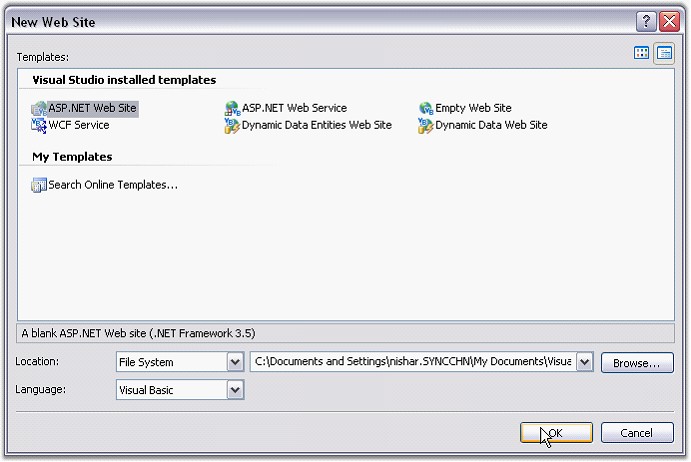 New Web Site
Templates:
Visual Studio installed templates
ASP.NET Web Site ASP.NET Web Service Empty Web Site
WCF Service Dynamic Data Entities Web Site Dynamic Data Web Site
My Templates
Search Online Templates...
A blank ASP.NET Web site (.NET Framework 3.5)
Location: File System C:\Documents and Settings\nishar.SYNCCHN\My Documents\Visua Browse...
Language: Visual Basic
OK Cancel